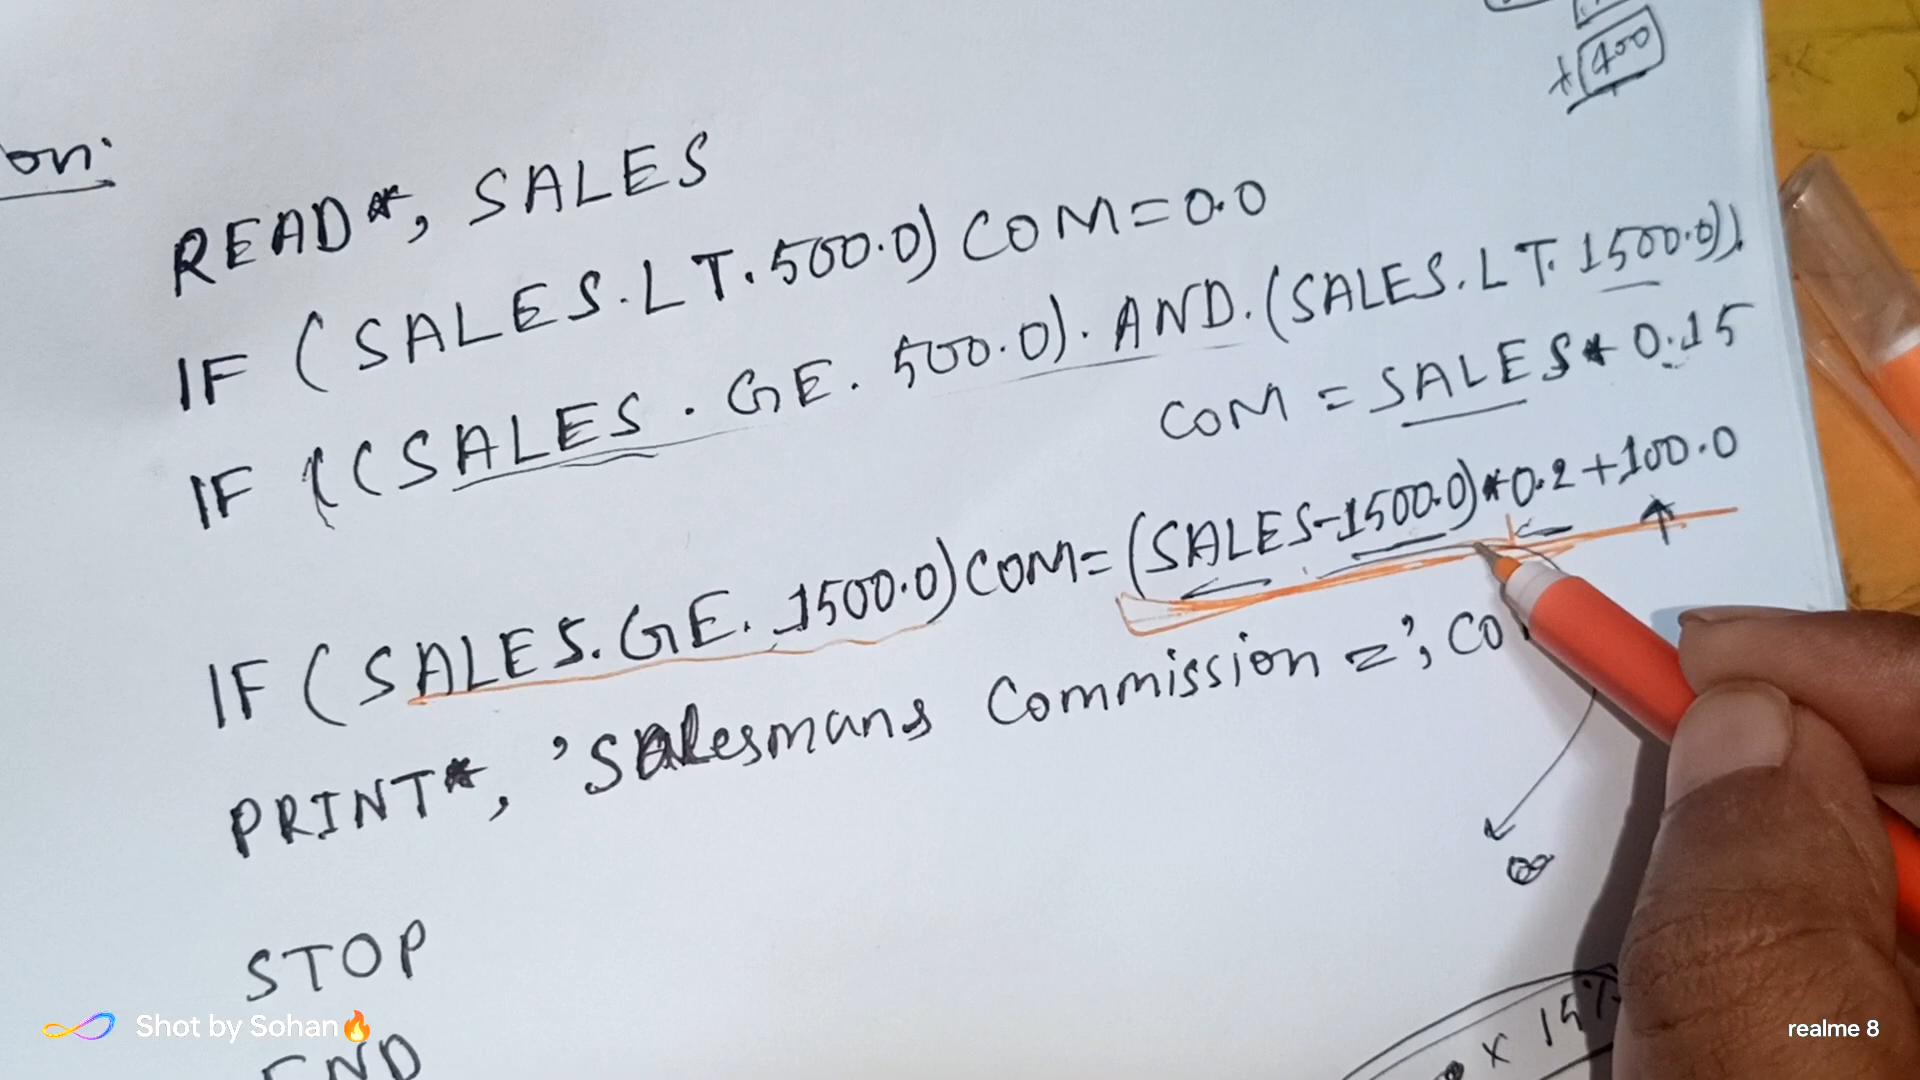 +400
on:
READ*, SALES
IF (SALES.LT.500.0) COM=0.0
IF ((SALES.GE.500.0).AND.(SALES.LT.1500.0))
COM = SALES*0.15
IF (SALES.GE.1500.0)COM=(SALES-1500.0)*0.2+100.0
PRINT*, 'Salesmans Commission =', CO
∞
STOP
END
x 15%
Shot by Sohan🔥
realme 8